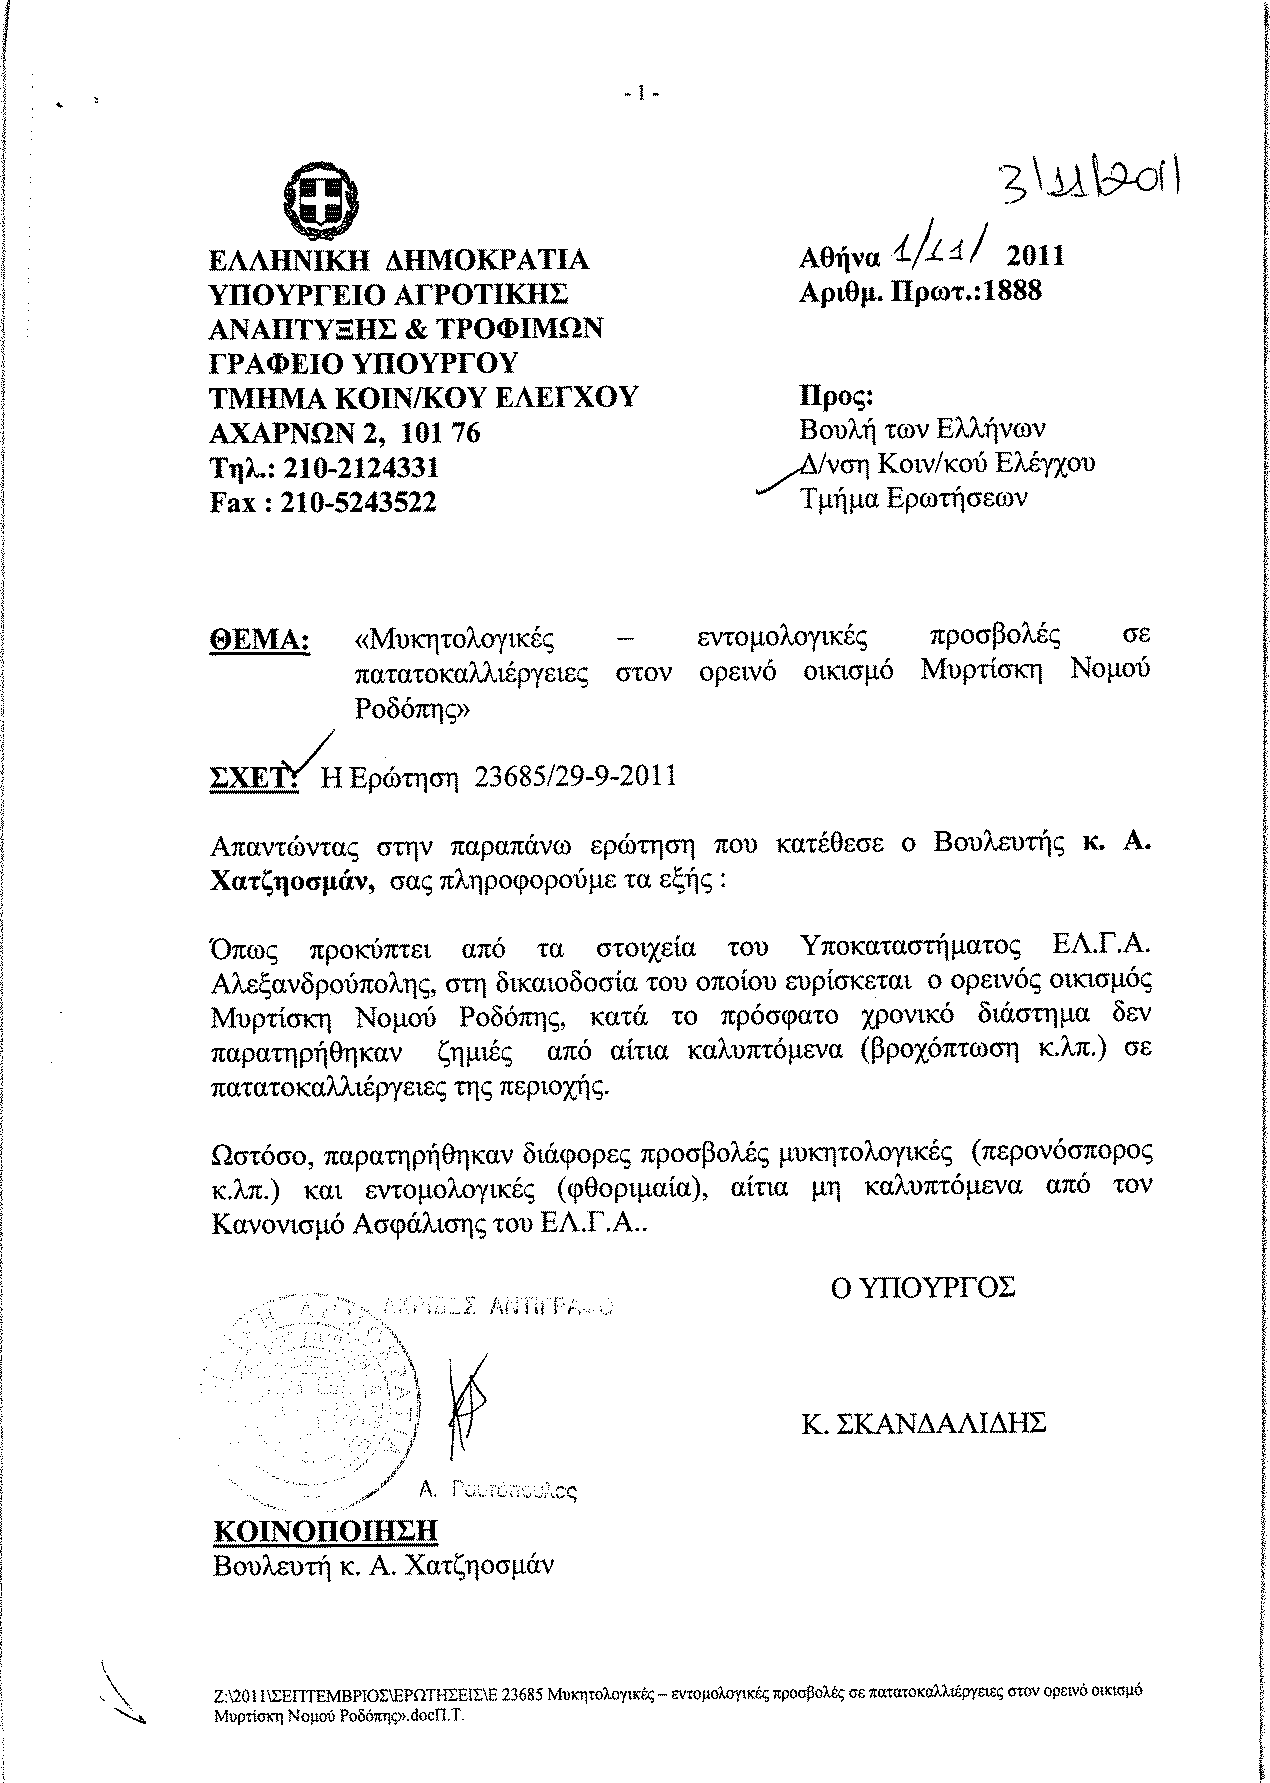 - 1 -
3\11\2011
ΕΛΛΗΝΙΚΗ ΔΗΜΟΚΡΑΤΙΑ
ΥΠΟΥΡΓΕΙΟ ΑΓΡΟΤΙΚΗΣ
ΑΝΑΠΤΥΞΗΣ & ΤΡΟΦΙΜΩΝ
ΓΡΑΦΕΙΟ ΥΠΟΥΡΓΟΥ
ΤΜΗΜΑ ΚΟΙΝ/ΚΟΥ ΕΛΕΓΧΟΥ
ΑΧΑΡΝΩΝ 2, 101 76
Τηλ.: 210-2124331
Fax : 210-5243522
Αθήνα 1/11/ 2011
Αριθμ. Πρωτ.:1888
Προς:
Βουλή των Ελλήνων
Δ/νση Κοιν/κού Ελέγχου
Τμήμα Ερωτήσεων
ΘΕΜΑ: «Μυκητολογικές – εντομολογικές προσβολές σε
πατατοκαλλιέργειες στον ορεινό οικισμό Μυρτίσκη Νομού
Ροδόπης»
ΣΧΕΤ: Η Ερώτηση 23685/29-9-2011
Απαντώντας στην παραπάνω ερώτηση που κατέθεσε ο Βουλευτής κ. Α.
Χατζηοσμάν, σας πληροφορούμε τα εξής :
Όπως προκύπτει από τα στοιχεία του Υποκαταστήματος ΕΛ.Γ.Α.
Αλεξανδρούπολης, στη δικαιοδοσία του οποίου ευρίσκεται ο ορεινός οικισμός
Μυρτίσκη Νομού Ροδόπης, κατά το πρόσφατο χρονικό διάστημα δεν
παρατηρήθηκαν ζημιές από αίτια καλυπτόμενα (βροχόπτωση κ.λπ.) σε
πατατοκαλλιέργειες της περιοχής.
Ωστόσο, παρατηρήθηκαν διάφορες προσβολές μυκητολογικές (περονόσπορος
κ.λπ.) και εντομολογικές (φθοριμαία), αίτια μη καλυπτόμενα από τον
Κανονισμό Ασφάλισης του ΕΛ.Γ.Α..
Ο ΥΠΟΥΡΓΟΣ
ΑΚΡΙΒΕΣ ΑΝΤΙΓΡΑΦΟ
Κ. ΣΚΑΝΔΑΛΙΔΗΣ
Α.
ΚΟΙΝΟΠΟΙΗΣΗ
Βουλευτή κ. Α. Χατζηοσμάν
Z:\2011\ΣΕΠΤΕΜΒΡΙΟΣ\ΕΡΩΤΗΣΕΙΣ\Ε 23685 Μυκητολογικές – εντομολογικές προσβολές σε πατατοκαλλιέργειες στον ορεινό οικισμό
Μυρτίσκη Νομού Ροδόπης».docΠ.Τ.